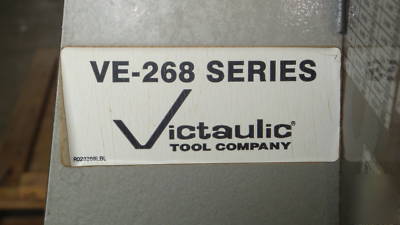 VE-268 SERIES
Victaulic®
TOOL COMPANY